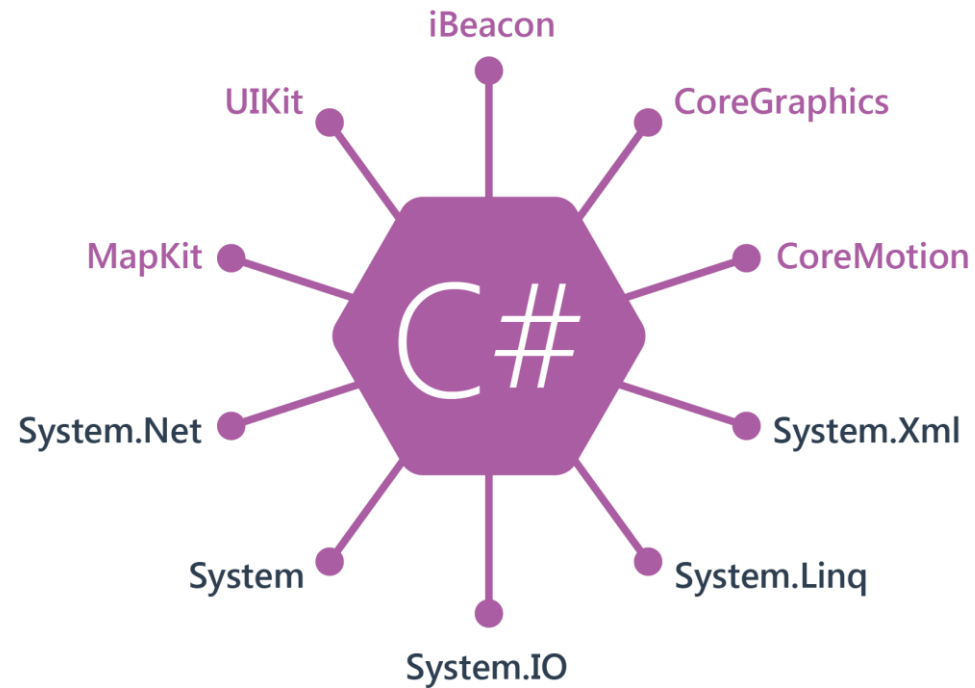 iBeacon
UIKit
CoreGraphics
MapKit
CoreMotion
C#
System.Net
System.Xml
System
System.Linq
System.IO